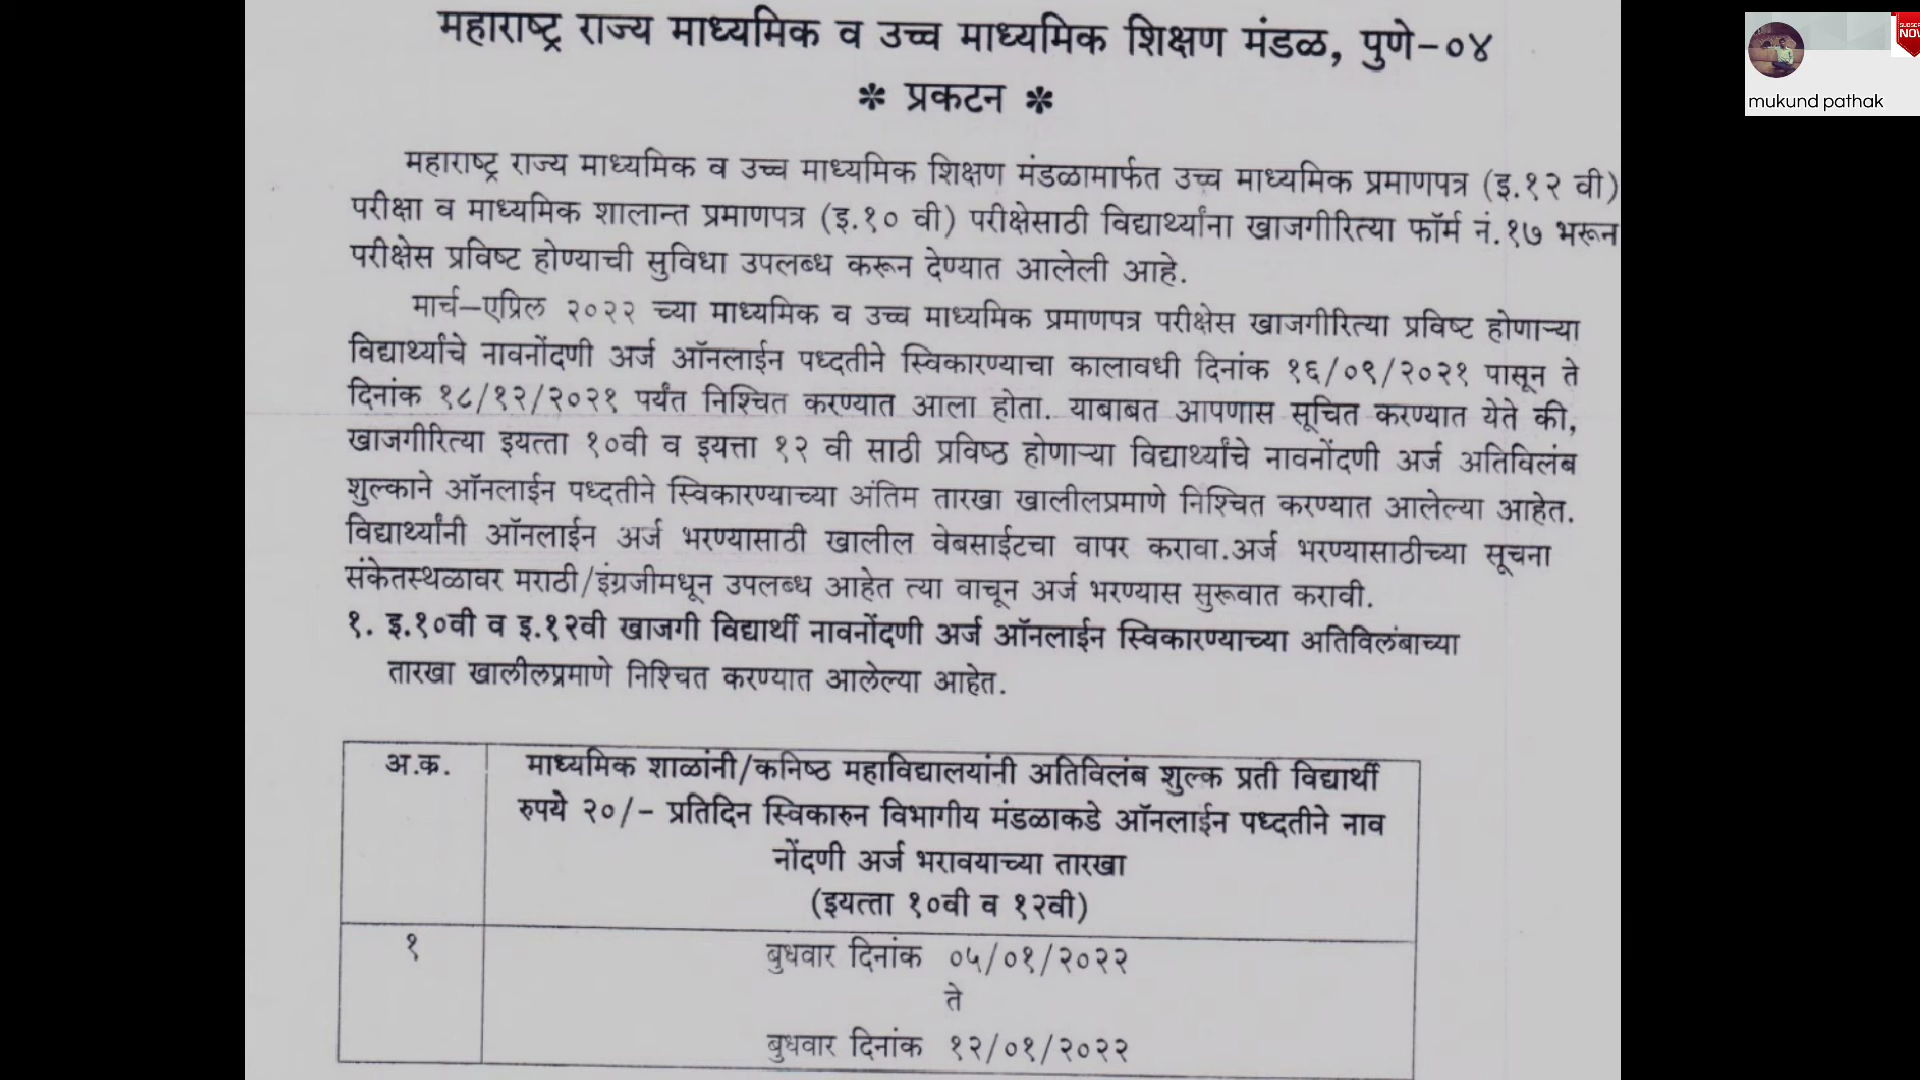 महाराष्ट्र राज्य माध्यमिक व उच्च माध्यमिक शिक्षण मंडळ, पुणे-०४
* प्रकटन *
महाराष्ट्र राज्य माध्यमिक व उच्च माध्यमिक शिक्षण मंडळामार्फत उच्च माध्यमिक प्रमाणपत्र (इ.१२ वी)
परीक्षा व माध्यमिक शालान्त प्रमाणपत्र (इ.१० वी) परीक्षेसाठी विद्यार्थ्यांना खाजगीरित्या फॉर्म नं.१७ भरून
परीक्षेस प्रविष्ट होण्याची सुविधा उपलब्ध करून देण्यात आलेली आहे.
मार्च-एप्रिल २०२२ च्या माध्यमिक व उच्च माध्यमिक प्रमाणपत्र परीक्षेस खाजगीरित्या प्रविष्ट होणाऱ्या
विद्यार्थ्यांचे नावनोंदणी अर्ज ऑनलाईन पध्दतीने स्विकारण्याचा कालावधी दिनांक १६/०९/२०२१ पासून ते
दिनांक १८/१२/२०२१ पर्यंत निश्चित करण्यात आला होता. याबाबत आपणास सूचित करण्यात येते की,
खाजगीरित्या इयत्ता १०वी व इयत्ता १२ वी साठी प्रविष्ठ होणाऱ्या विद्यार्थ्यांचे नावनोंदणी अर्ज अतिविलंब
शुल्काने ऑनलाईन पध्दतीने स्विकारण्याच्या अंतिम तारखा खालीलप्रमाणे निश्चित करण्यात आलेल्या आहेत.
विद्यार्थ्यांनी ऑनलाईन अर्ज भरण्यासाठी खालील वेबसाईटचा वापर करावा.अर्ज भरण्यासाठीच्या सूचना
संकेतस्थळावर मराठी/इंग्रजीमधून उपलब्ध आहेत त्या वाचून अर्ज भरण्यास सुरूवात करावी.
१. इ.१०वी व इ.१२वी खाजगी विद्यार्थी नावनोंदणी अर्ज ऑनलाईन स्विकारण्याच्या अतिविलंबाच्या
तारखा खालीलप्रमाणे निश्चित करण्यात आलेल्या आहेत.
अ.क्र.
माध्यमिक शाळांनी/कनिष्ठ महाविद्यालयांनी अतिविलंब शुल्क प्रती विद्यार्थी
रुपये २०/- प्रतिदिन स्विकारुन विभागीय मंडळाकडे ऑनलाईन पध्दतीने नाव
नोंदणी अर्ज भरावयाच्या तारखा
(इयत्ता १०वी व १२वी)
१
बुधवार दिनांक ०५/०१/२०२२
ते
बुधवार दिनांक १२/०१/२०२२
mukund pathak